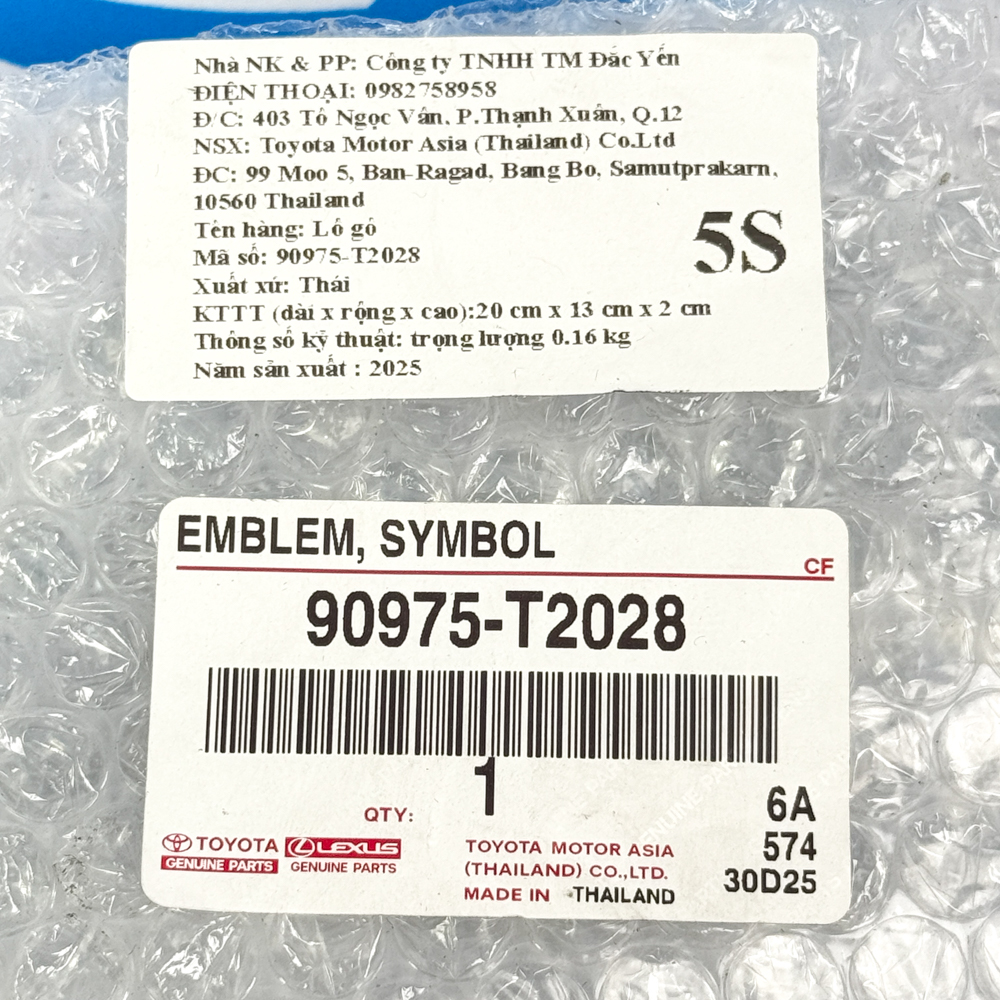 Nhà NK & PP: Công ty TNHH TM Đắc Yến
ĐIỆN THOẠI: 0982758958
Đ/C: 403 Tô Ngọc Vân, P.Thạnh Xuân, Q.12
NSX: Toyota Motor Asia (Thailand) Co.Ltd
ĐC: 99 Moo 5, Ban-Ragad, Bang Bo, Samutprakarn,
10560 Thailand
Tên hàng: Lô gô
Mã số: 90975-T2028
Xuất xứ: Thái
KTTT (dài x rộng x cao):20 cm x 13 cm x 2 cm
Thông số kỹ thuật: trọng lượng 0.16 kg
Năm sản xuất : 2025
5S
EMBLEM, SYMBOL
CF
90975-T2028
QTY: 1
6A
574
30D25
TOYOTA
GENUINE PARTS
LEXUS
GENUINE PARTS
TOYOTA MOTOR ASIA
(THAILAND) CO.,LTD.
MADE IN THAILAND